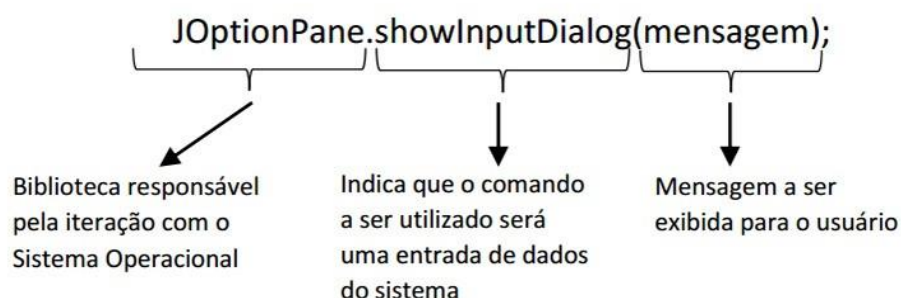 JOptionPane.showInputDialog(mensagem);
Biblioteca responsável
pela iteração com o
Sistema Operacional
Indica que o comando
a ser utilizado será
uma entrada de dados
do sistema
Mensagem a ser
exibida para o usuário